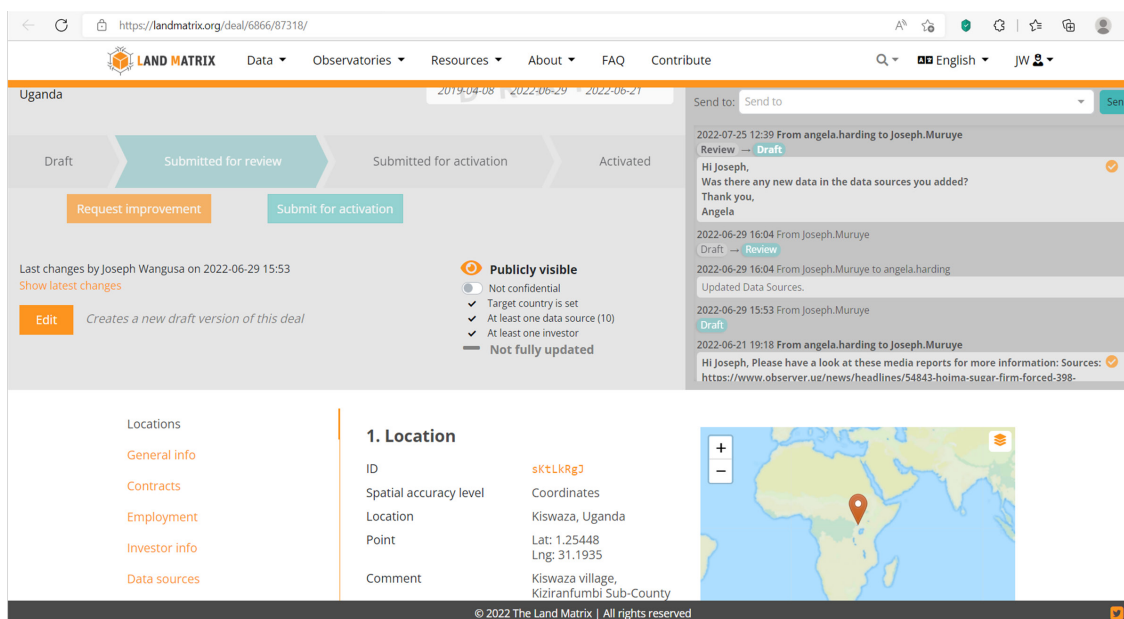 https://landmatrix.org/deal/6866/87318/
LAND MATRIX
Data
Observatories
Resources
About
FAQ
Contribute
English
JW
Uganda
2019-04-08
2022-06-29
2022-06-21
Draft
Submitted for review
Submitted for activation
Activated
Request improvement
Submit for activation
Last changes by Joseph Wangusa on 2022-06-29 15:53
Show latest changes
Edit
Creates a new draft version of this deal
Publicly visible
Not confidential
Target country is set
At least one data source (10)
At least one investor
Not fully updated
Send to:
Send to
Sen
2022-07-25 12:39 From angela.harding to Joseph.Muruye
Review → Draft
Hi Joseph,
Was there any new data in the data sources you added?
Thank you,
Angela
2022-06-29 16:04 From Joseph.Muruye
Draft → Review
2022-06-29 16:04 From Joseph.Muruye to angela.harding
Updated Data Sources.
2022-06-29 15:53 From Joseph.Muruye
Draft
2022-06-21 19:18 From angela.harding to Joseph.Muruye
Hi Joseph, Please have a look at these media reports for more information: Sources:
https://www.observer.ug/news/headlines/54843-hoima-sugar-firm-forced-398-
Locations
General info
Contracts
Employment
Investor info
Data sources
1. Location
ID
sKtLkRgJ
Spatial accuracy level
Coordinates
Location
Kiswaza, Uganda
Point
Lat: 1.25448
Lng: 31.1935
Comment
Kiswaza village,
Kiziranfumbi Sub-County
+
−
© 2022 The Land Matrix | All rights reserved